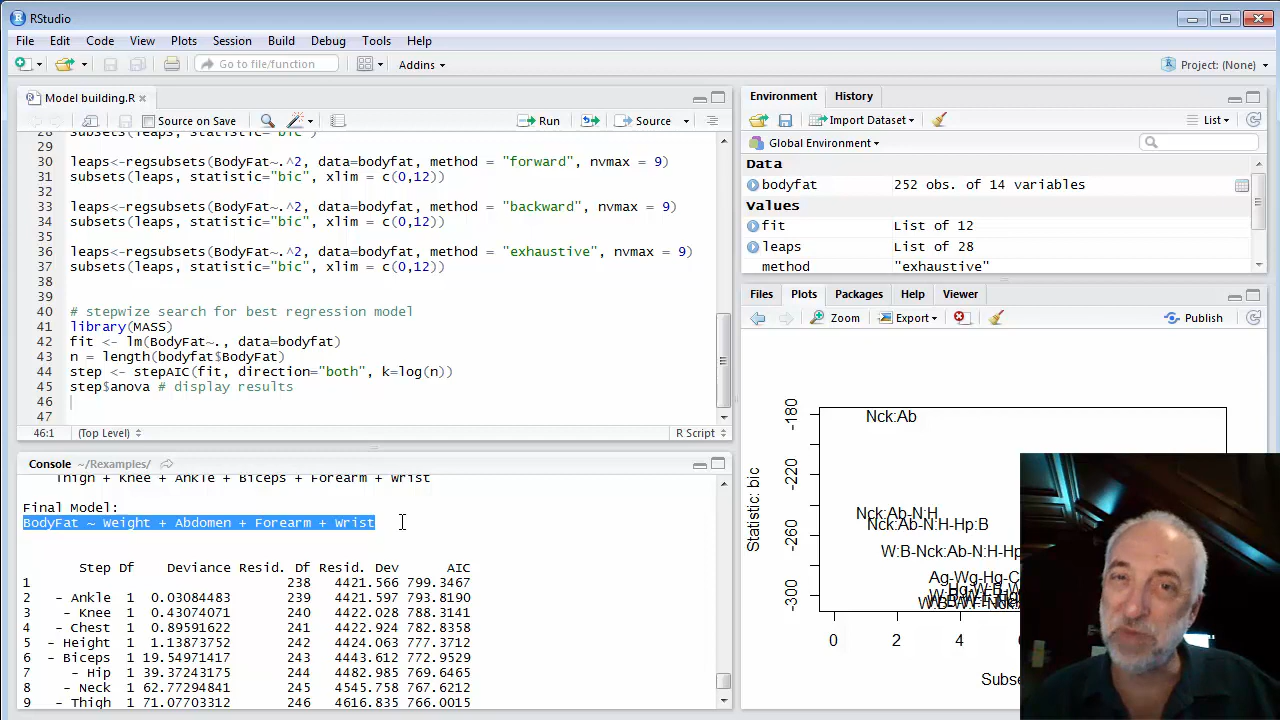 RStudio
File Edit Code View Plots Session Build Debug Tools Help
Go to file/function Addins Project: (None)
Model building.R
Source on Save Run Source
28 subsets(leaps, statistic="bic")
29
30 leaps<-regsubsets(BodyFat~.^2, data=bodyfat, method = "forward", nvmax = 9)
31 subsets(leaps, statistic="bic", xlim = c(0,12))
32
33 leaps<-regsubsets(BodyFat~.^2, data=bodyfat, method = "backward", nvmax = 9)
34 subsets(leaps, statistic="bic", xlim = c(0,12))
35
36 leaps<-regsubsets(BodyFat~.^2, data=bodyfat, method = "exhaustive", nvmax = 9)
37 subsets(leaps, statistic="bic", xlim = c(0,12))
38
39
40 # stepwize search for best regression model
41 library(MASS)
42 fit <- lm(BodyFat~., data=bodyfat)
43 n = length(bodyfat$BodyFat)
44 step <- stepAIC(fit, direction="both", k=log(n))
45 step$anova # display results
46
47
46:1 (Top Level) R Script
Console ~/Rexamples/
Thigh + Knee + Ankle + Biceps + Forearm + Wrist
Final Model:
BodyFat ~ Weight + Abdomen + Forearm + Wrist
Step Df Deviance Resid. Df Resid. Dev AIC
1 238 4421.566 799.3467
2 - Ankle 1 0.03084483 239 4421.597 793.8190
3 - Knee 1 0.43074071 240 4422.028 788.3141
4 - Chest 1 0.89591622 241 4422.924 782.8358
5 - Height 1 1.13873752 242 4424.063 777.3712
6 - Biceps 1 19.54971417 243 4443.612 772.9529
7 - Hip 1 39.37243175 244 4482.985 769.6465
8 - Neck 1 62.77294841 245 4545.758 767.6212
9 - Thigh 1 71.07703312 246 4616.835 766.0015
Environment History
Import Dataset List
Global Environment
Data
bodyfat 252 obs. of 14 variables
Values
fit List of 12
leaps List of 28
method "exhaustive"
Files Plots Packages Help Viewer
Zoom Export Publish
Statistic: bic
-180
-220
-260
-300
Nck:Ab
Nck:Ab-N:H
Nck:Ab-N:H-Hp:B
W:B-Nck:Ab-N:H-Hp
Ag-Wg-Hg-C
0 2 4
Subse